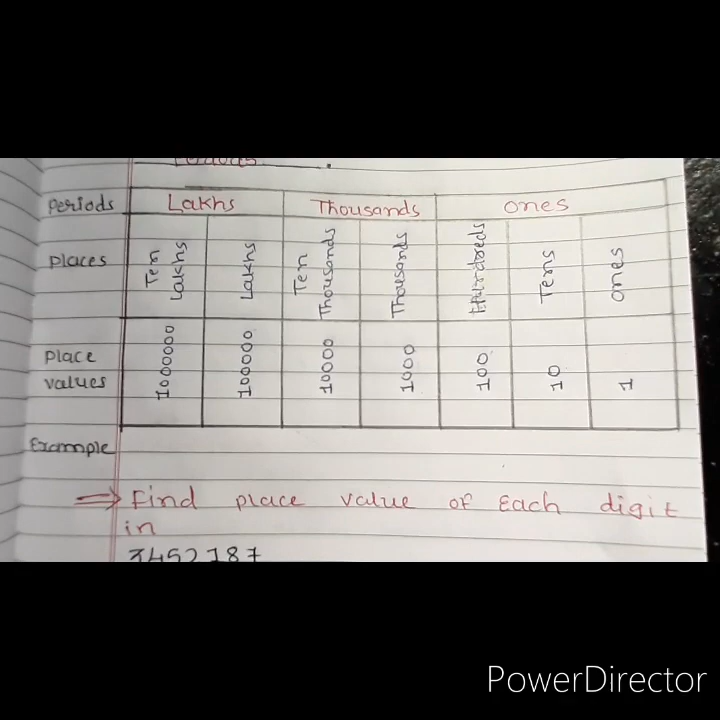 Periods Lakhs Thousands Ones
Places Ten Lakhs Lakhs Ten Thousands Thousands Hundreds Tens Ones
Place values 1000000 100000 10000 1000 100 10 1
Example
⇒ Find place value of Each digit
in
PowerDirector